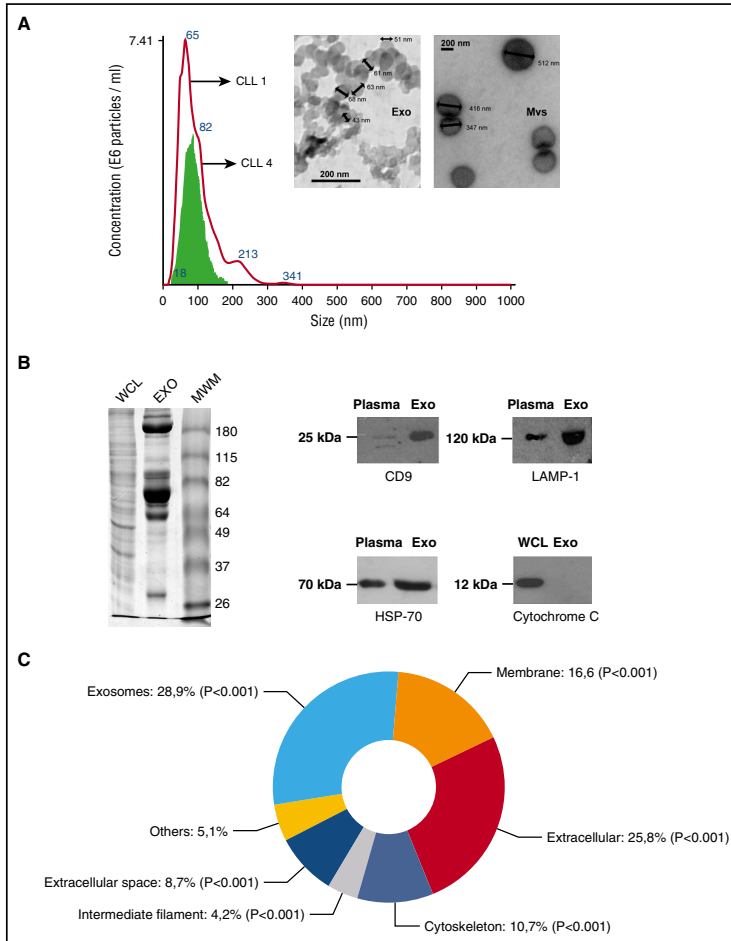 A
7.41
65
CLL 1
82
CLL 4
18
213
341
0 100 200 300 400 500 600 700 800 900 1000
Size (nm)
Concentration (E6 particles / ml)
51 nm
61 nm
63 nm
68 nm
43 nm
Exo
200 nm
200 nm
512 nm
416 nm
347 nm
Mvs
B
WCL EXO MWM
180
115
82
64
49
37
26
Plasma Exo
25 kDa
CD9
Plasma Exo
120 kDa
LAMP-1
Plasma Exo
70 kDa
HSP-70
WCL Exo
12 kDa
Cytochrome C
C
Exosomes: 28,9% (P<0.001)
Membrane: 16,6 (P<0.001)
Others: 5,1%
Extracellular: 25,8% (P<0.001)
Extracellular space: 8,7% (P<0.001)
Intermediate filament: 4,2% (P<0.001)
Cytoskeleton: 10,7% (P<0.001)